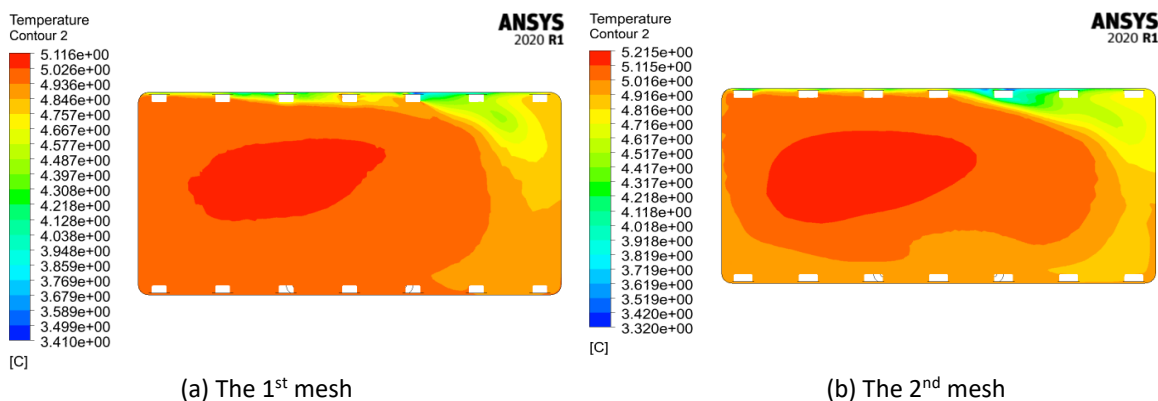 Temperature
Contour 2
5.116e+00
5.026e+00
4.936e+00
4.846e+00
4.757e+00
4.667e+00
4.577e+00
4.487e+00
4.397e+00
4.308e+00
4.218e+00
4.128e+00
4.038e+00
3.948e+00
3.859e+00
3.769e+00
3.679e+00
3.589e+00
3.499e+00
3.410e+00
[C]
ANSYS
2020 R1
(a) The 1st mesh
Temperature
Contour 2
5.215e+00
5.115e+00
5.016e+00
4.916e+00
4.816e+00
4.716e+00
4.617e+00
4.517e+00
4.417e+00
4.317e+00
4.218e+00
4.118e+00
4.018e+00
3.918e+00
3.818e+00
3.719e+00
3.619e+00
3.519e+00
3.420e+00
3.320e+00
[C]
ANSYS
2020 R1
(b) The 2nd mesh